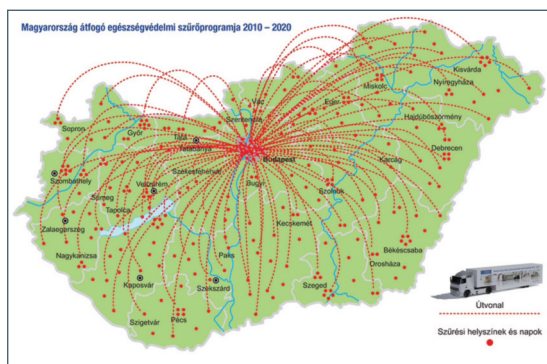 Magyarország átfogó egészségvédelmi szűrőprogramja 2010 – 2020
Kisvárda
Miskolc
Nyíregyháza
Vác
Eger
Szentendre
Sopron
Győr
Tata
Tatabánya
Hajdúböszörmény
Debrecen
Budapest
Karcag
Szombathely
Székesfehérvár
Veszprém
Bugyi
Szolnok
Sümeg
Tapolca
Zalaegerszeg
Kecskemét
Nagykanizsa
Paks
Békéscsaba
Orosháza
Kaposvár
Szekszárd
Szeged
Szigetvár
Pécs
Útvonal
Szűrési helyszínek és napok